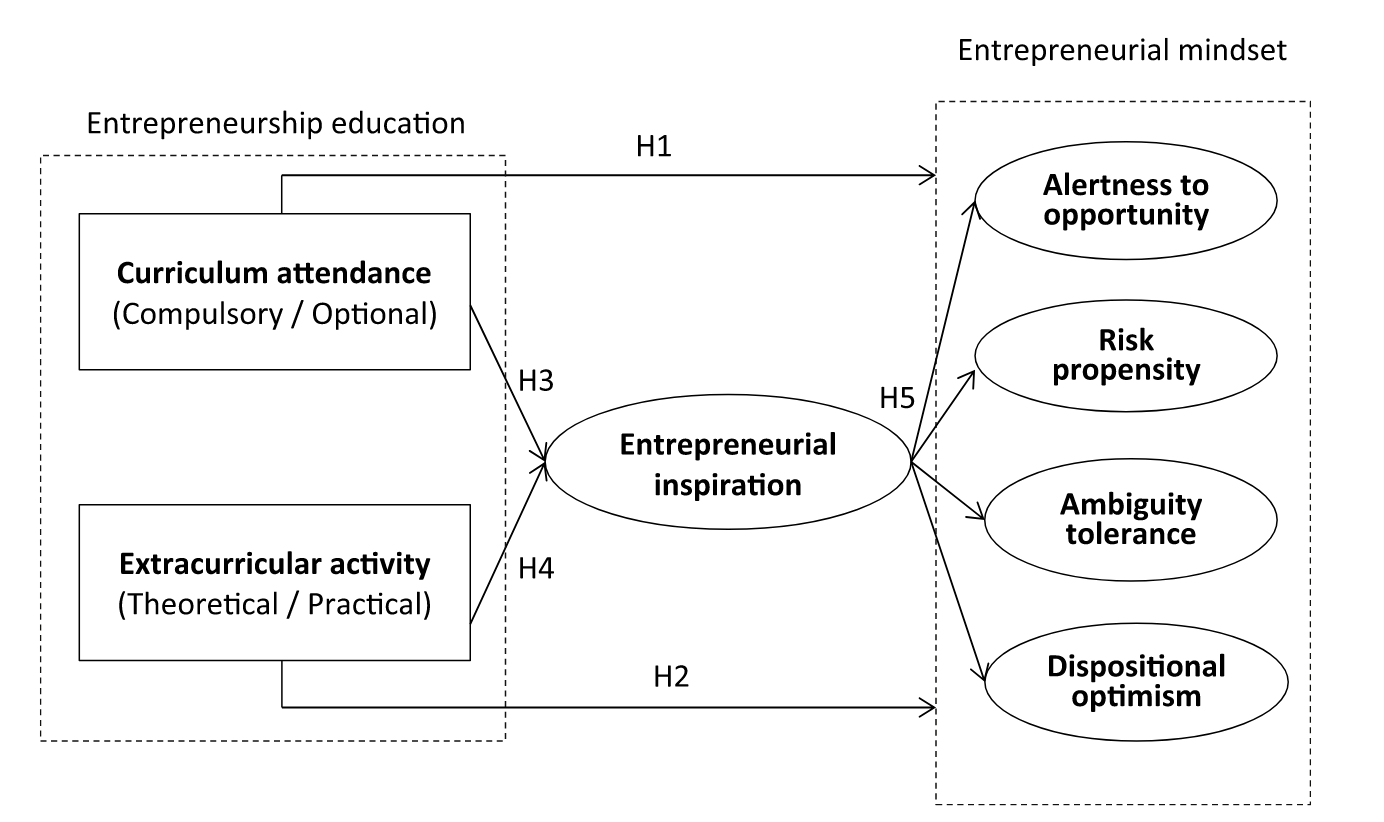 Entrepreneurial mindset
Entrepreneurship education
H1
Alertness to
opportunity
Curriculum attendance
(Compulsory / Optional)
Risk
propensity
H3
H5
Entrepreneurial
inspiration
Ambiguity
tolerance
Extracurricular activity
(Theoretical / Practical)
H4
Dispositional
optimism
H2